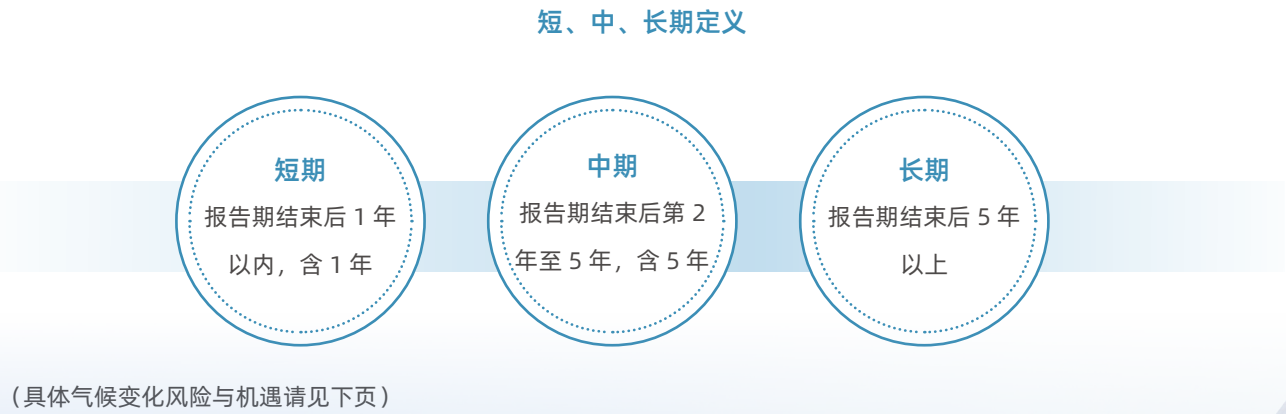 短、中、长期定义
短期
报告期结束后 1 年
以内，含 1 年
中期
报告期结束后第 2
年至 5 年，含 5 年
长期
报告期结束后 5 年
以上
（具体气候变化风险与机遇请见下页）